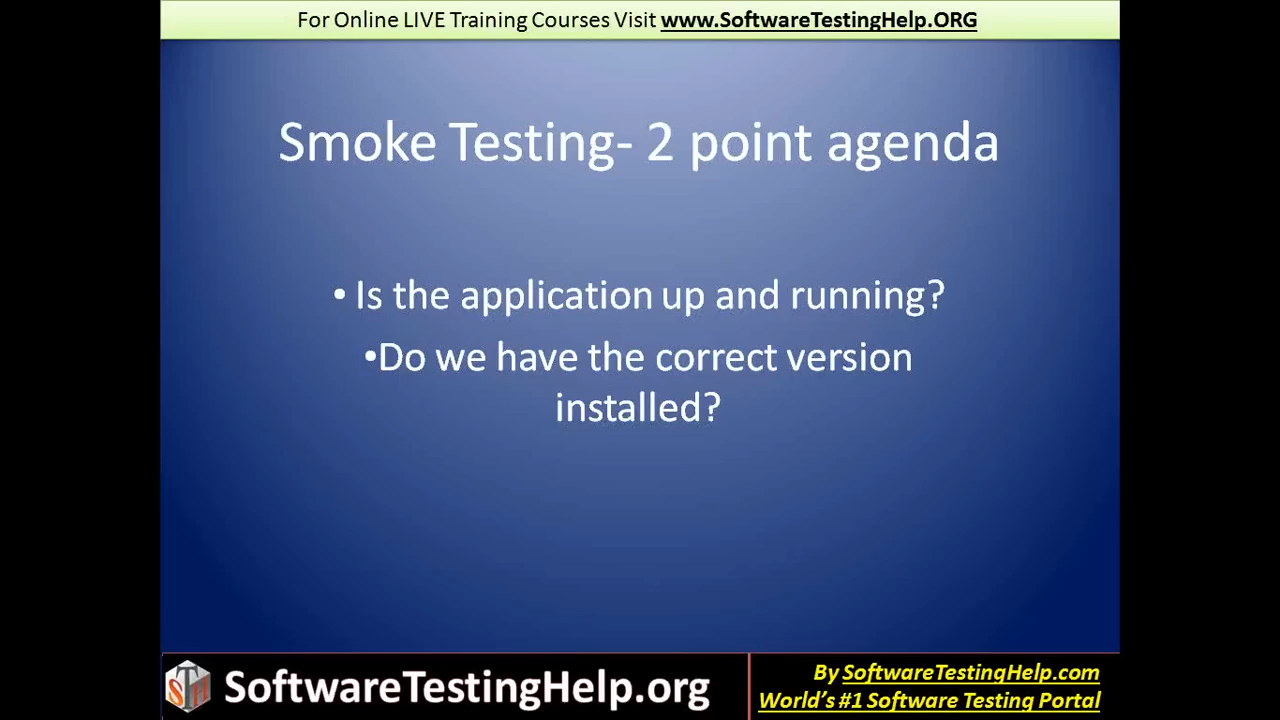 For Online LIVE Training Courses Visit www.SoftwareTestingHelp.ORG
Smoke Testing- 2 point agenda
• Is the application up and running?
•Do we have the correct version
installed?
STH
SoftwareTestingHelp.org
By SoftwareTestingHelp.com
World's #1 Software Testing Portal